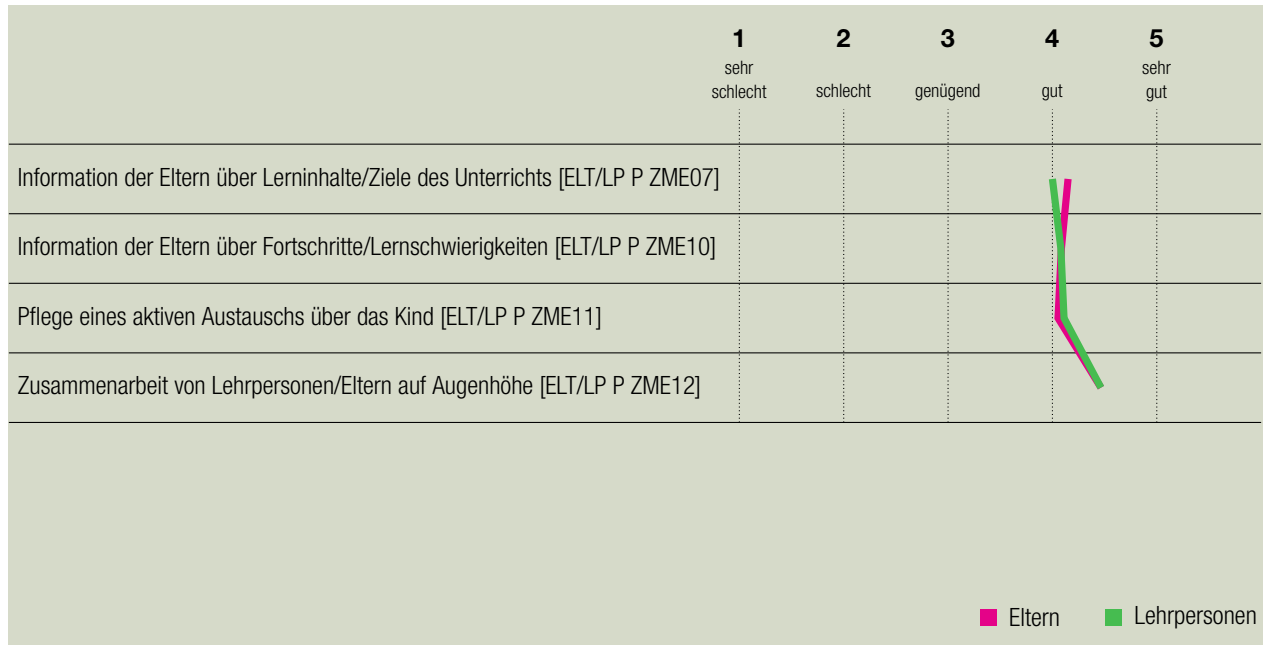 1 2 3 4 5
sehr schlecht schlecht genügend gut sehr gut
Information der Eltern über Lerninhalte/Ziele des Unterrichts [ELT/LP P ZME07]
Information der Eltern über Fortschritte/Lernschwierigkeiten [ELT/LP P ZME10]
Pflege eines aktiven Austauschs über das Kind [ELT/LP P ZME11]
Zusammenarbeit von Lehrpersonen/Eltern auf Augenhöhe [ELT/LP P ZME12]
Eltern Lehrpersonen